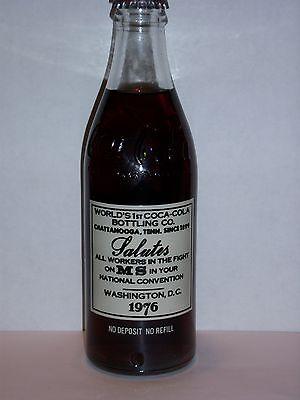 WORLD'S 1ST COCA-COLA
BOTTLING CO.
CHATTANOOGA, TENN. SINCE 1899
Salutes
ALL WORKERS IN THE FIGHT
ON MS IN YOUR
NATIONAL CONVENTION
WASHINGTON, D.C.
1976
NO DEPOSIT NO REFILL